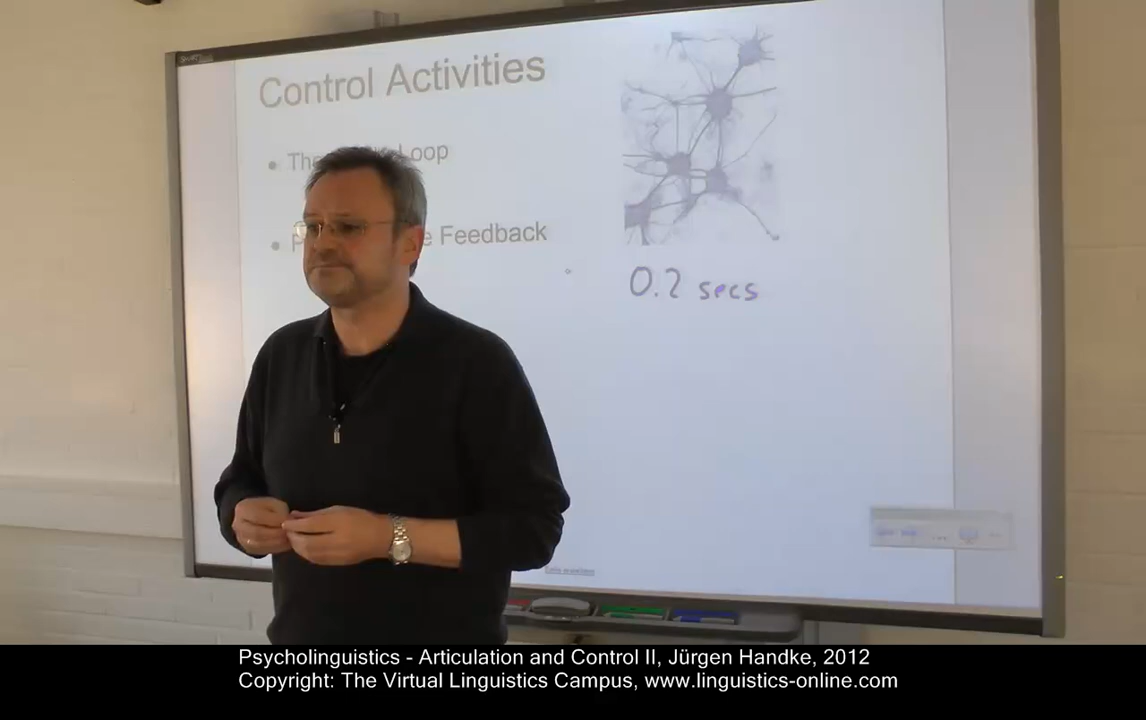 Control Activities
• The Loop
• Feedback
0.2 secs
Psycholinguistics - Articulation and Control II, Jürgen Handke, 2012
Copyright: The Virtual Linguistics Campus, www.linguistics-online.com